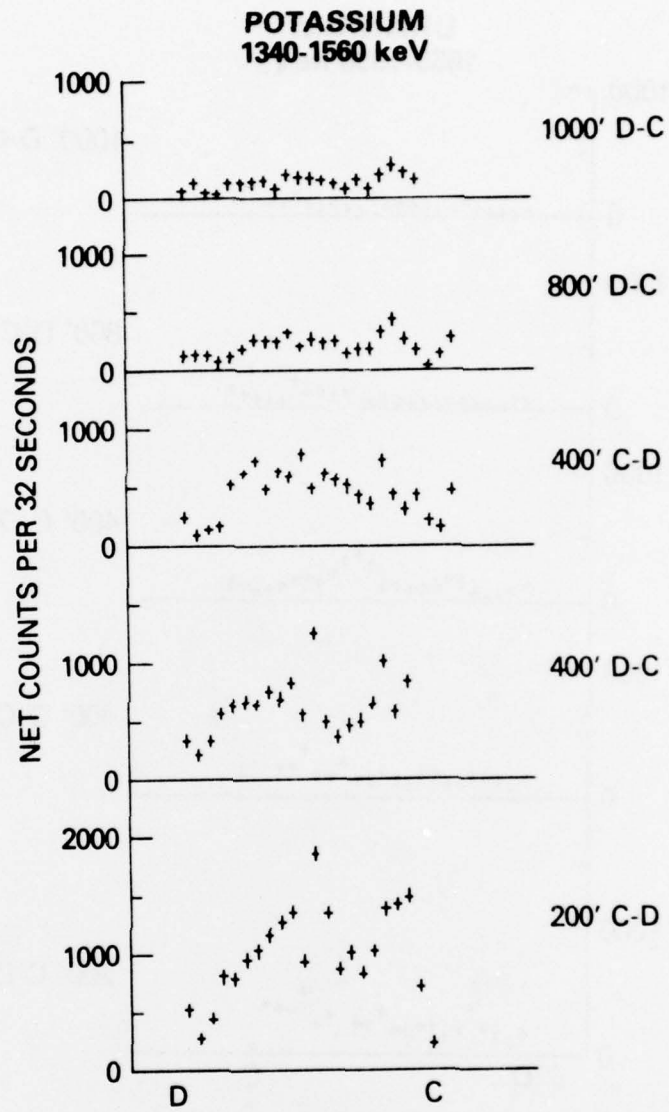 POTASSIUM
1340-1560 keV
1000
1000' D-C
0
1000
800' D-C
0
1000
400' C-D
0
1000
400' D-C
0
2000
200' C-D
1000
0
D C
NET COUNTS PER 32 SECONDS